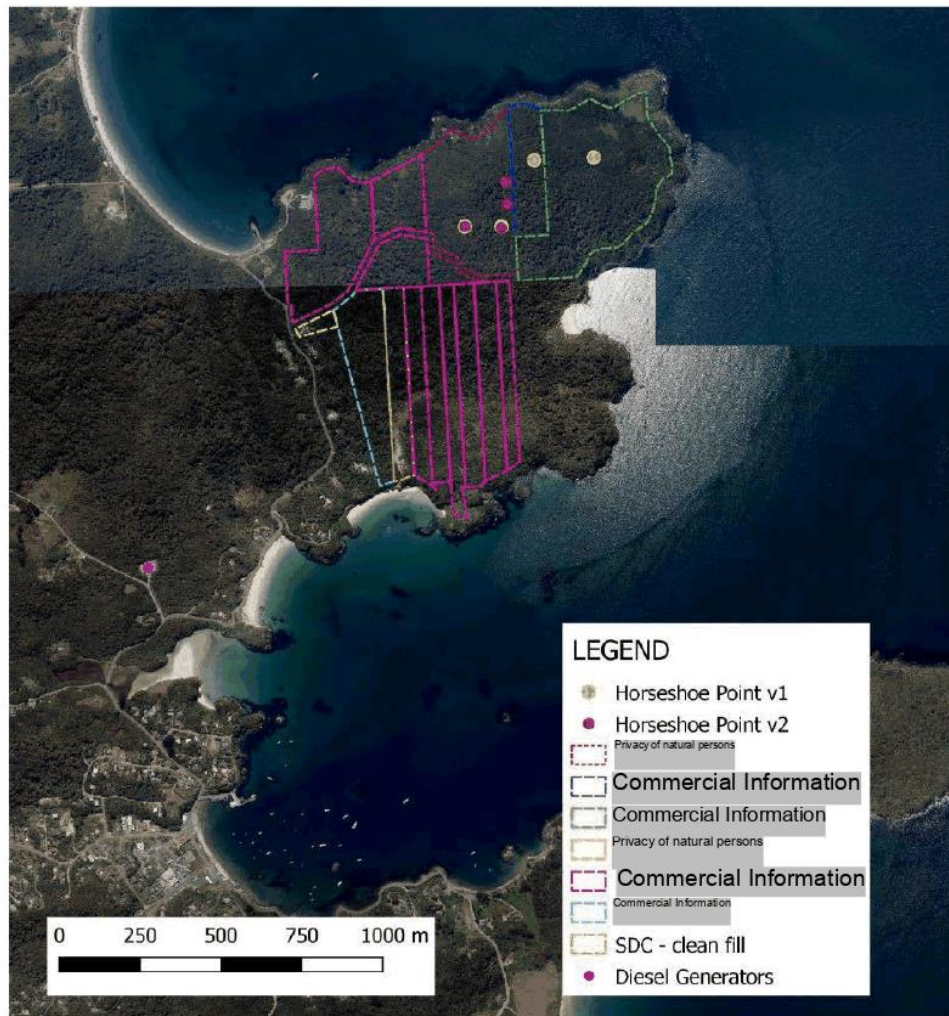 LEGEND
Horseshoe Point v1
Horseshoe Point v2
Privacy of natural persons
Commercial Information
Commercial Information
Privacy of natural persons
Commercial Information
Commercial Information
SDC - clean fill
Diesel Generators
0 250 500 750 1000 m